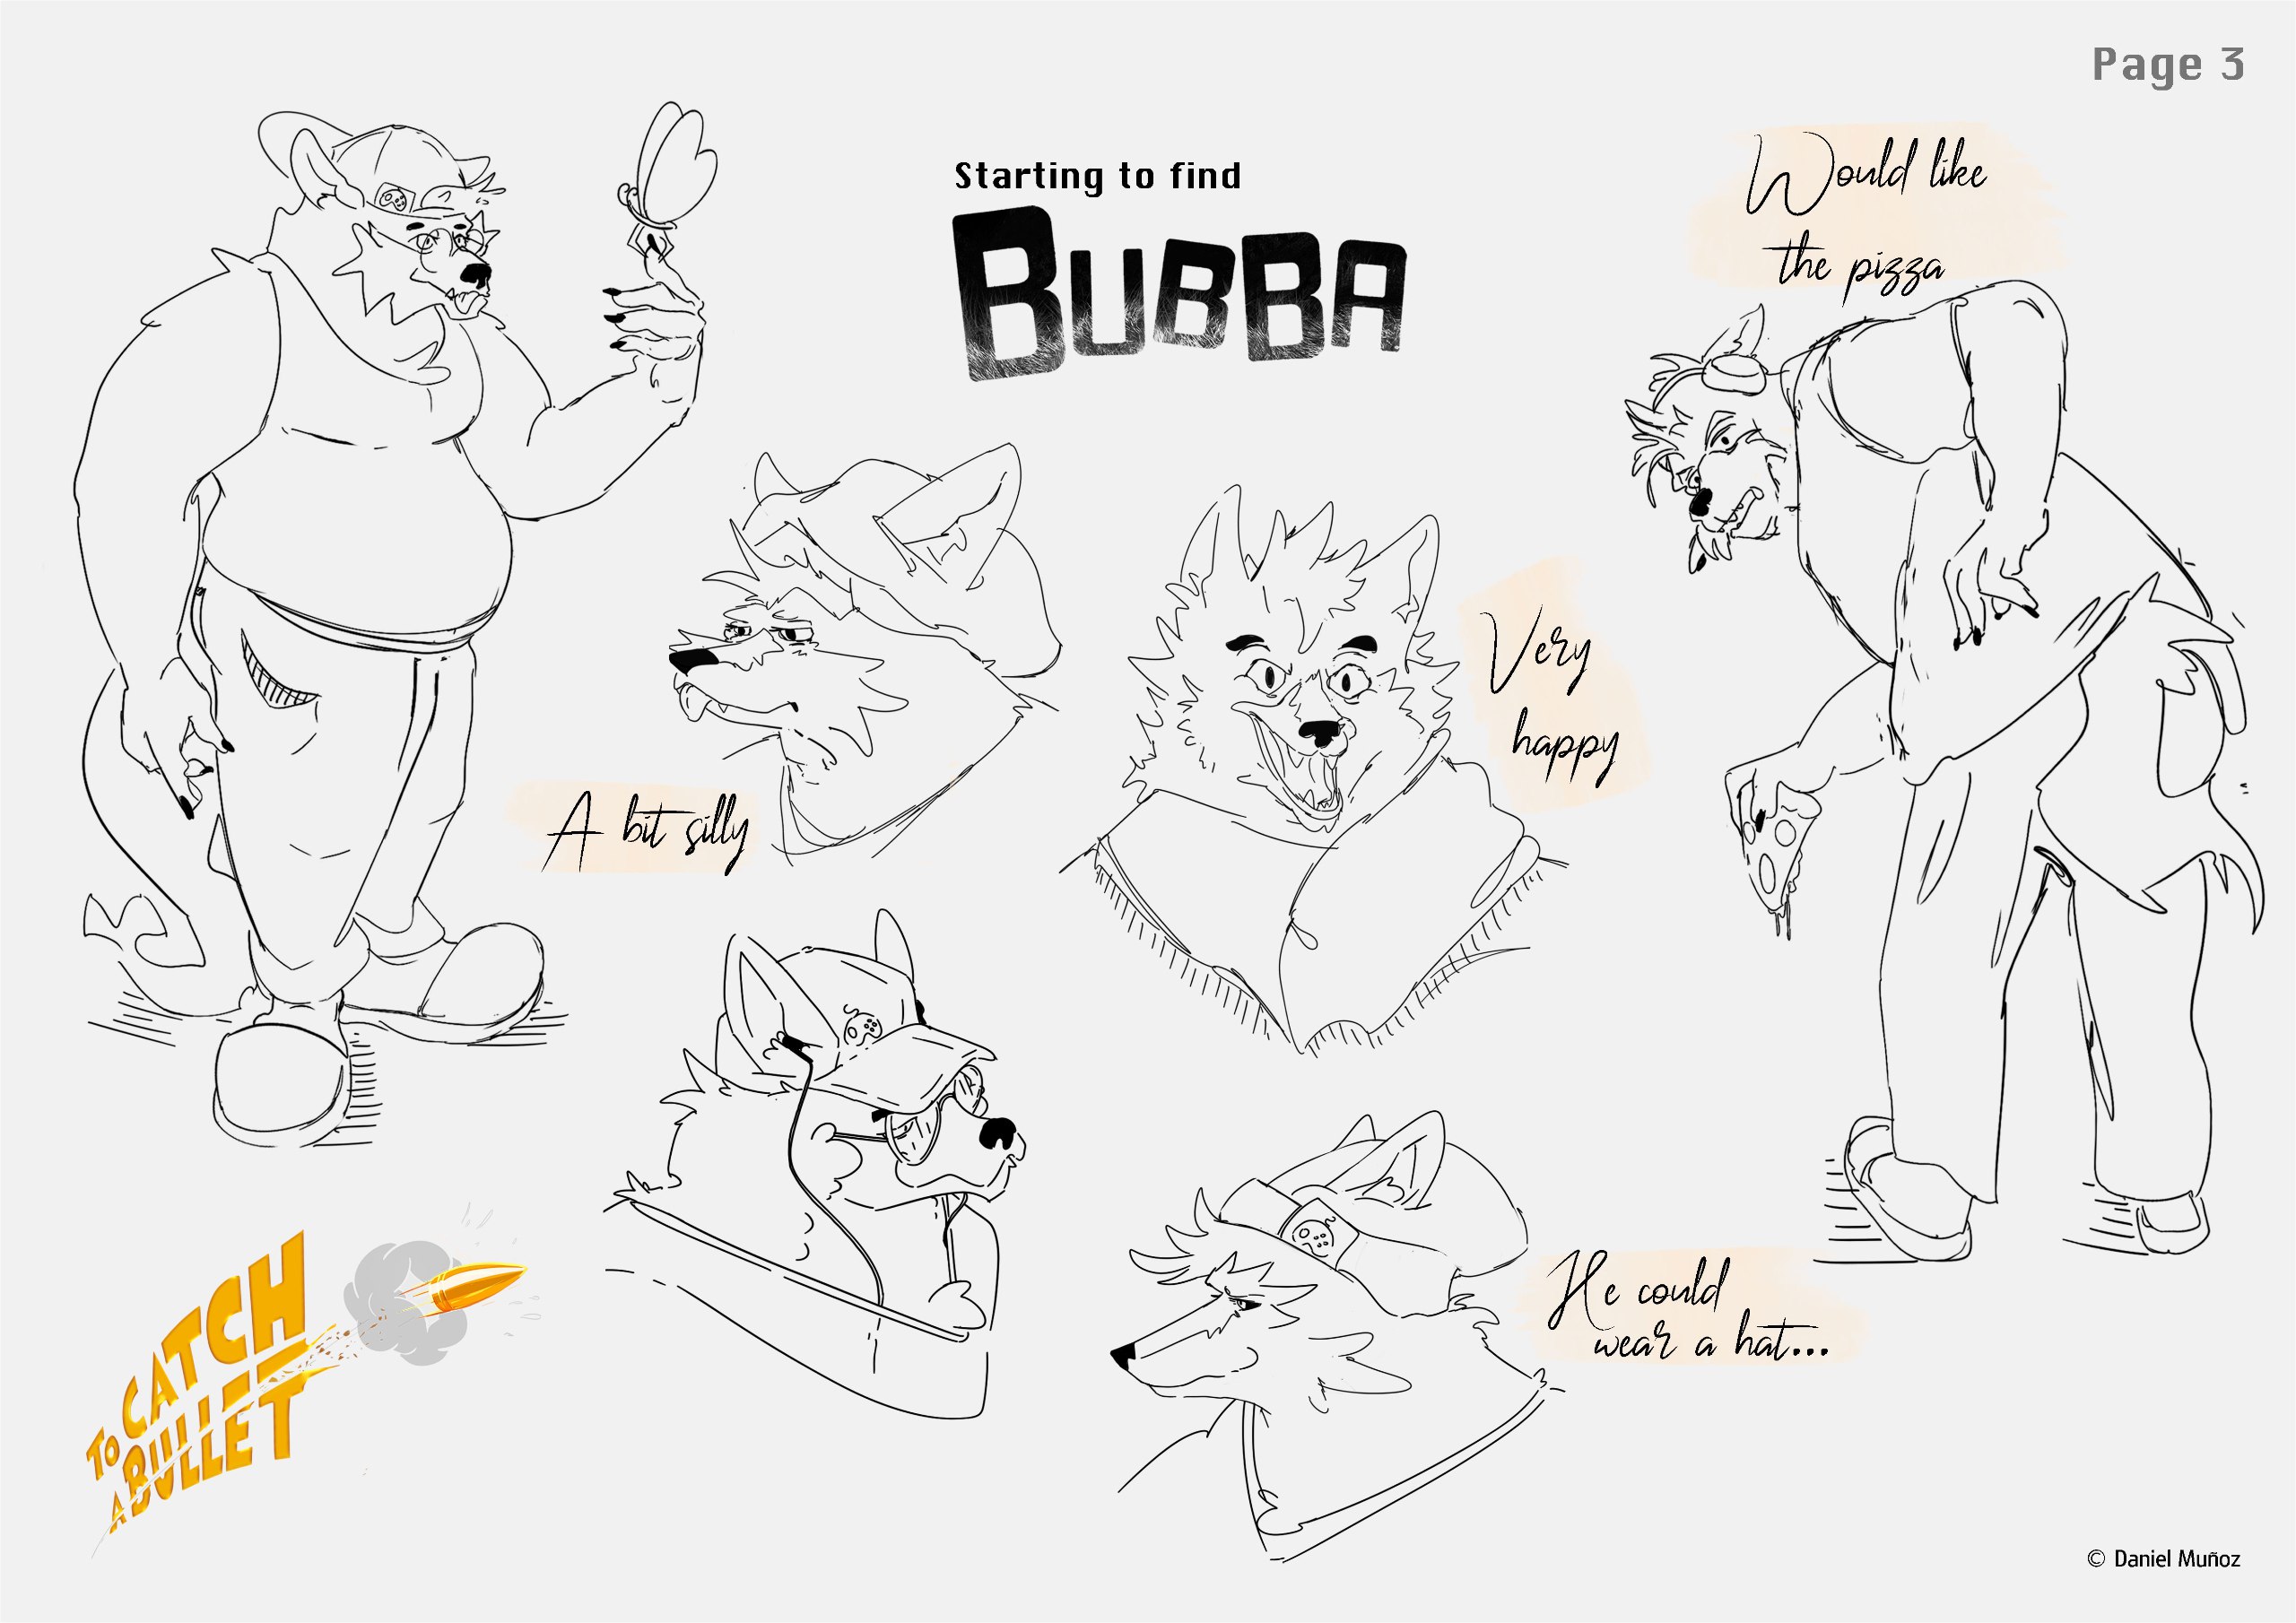 Page 3
Starting to find
BUBBA
Would like
the pizza
Very
happy
A bit silly
He could
wear a hat...
TO CATCH
A BULLET
© Daniel Muñoz